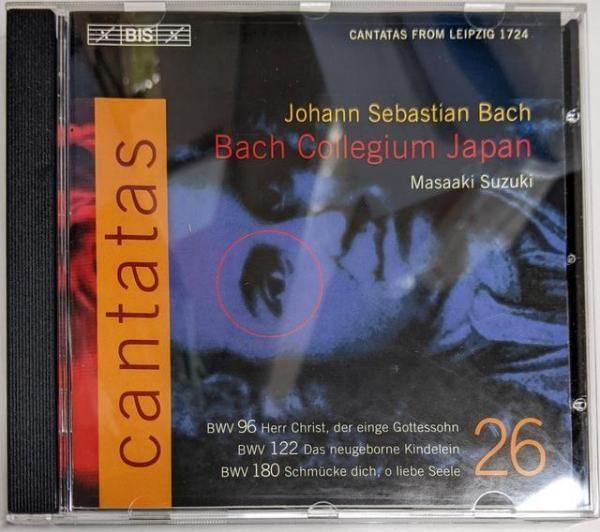 BIS
CANTATAS FROM LEIPZIG 1724
Johann Sebastian Bach
Bach Collegium Japan
Masaaki Suzuki
cantatas
BWV 96 Herr Christ, der einge Gottessohn
BWV 122 Das neugeborne Kindelein
BWV 180 Schmücke dich, o liebe Seele
26